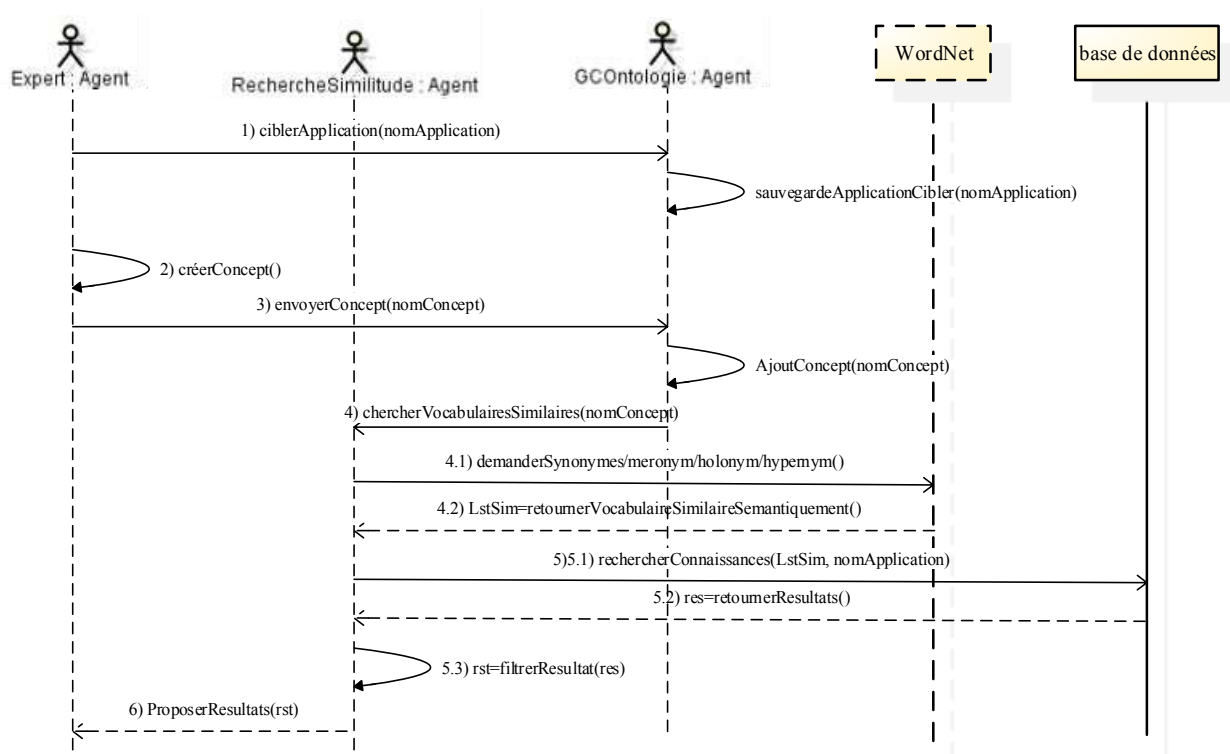 Expert : Agent
RechercheSimilitude : Agent
GCOntologie : Agent
WordNet
base de données
1) ciblerApplication(nomApplication)
sauvegardeApplicationCibler(nomApplication)
2) créerConcept()
3) envoyerConcept(nomConcept)
AjoutConcept(nomConcept)
4) chercherVocabulairesSimilaires(nomConcept)
4.1) demanderSynonymes/meronym/holonym/hypernym()
4.2) LstSim=retournerVocabulaireSimilaireSemantiquement()
5)5.1) rechercherConnaissances(LstSim, nomApplication)
5.2) res=retournerResultats()
5.3) rst=filtrerResultat(res)
6) ProposerResultats(rst)